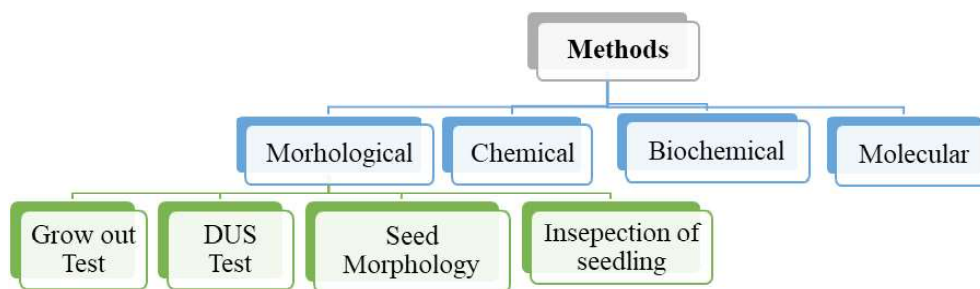 Methods
Morhological
Chemical
Biochemical
Molecular
Grow out
Test
DUS
Test
Seed
Morphology
Insepection of
seedling